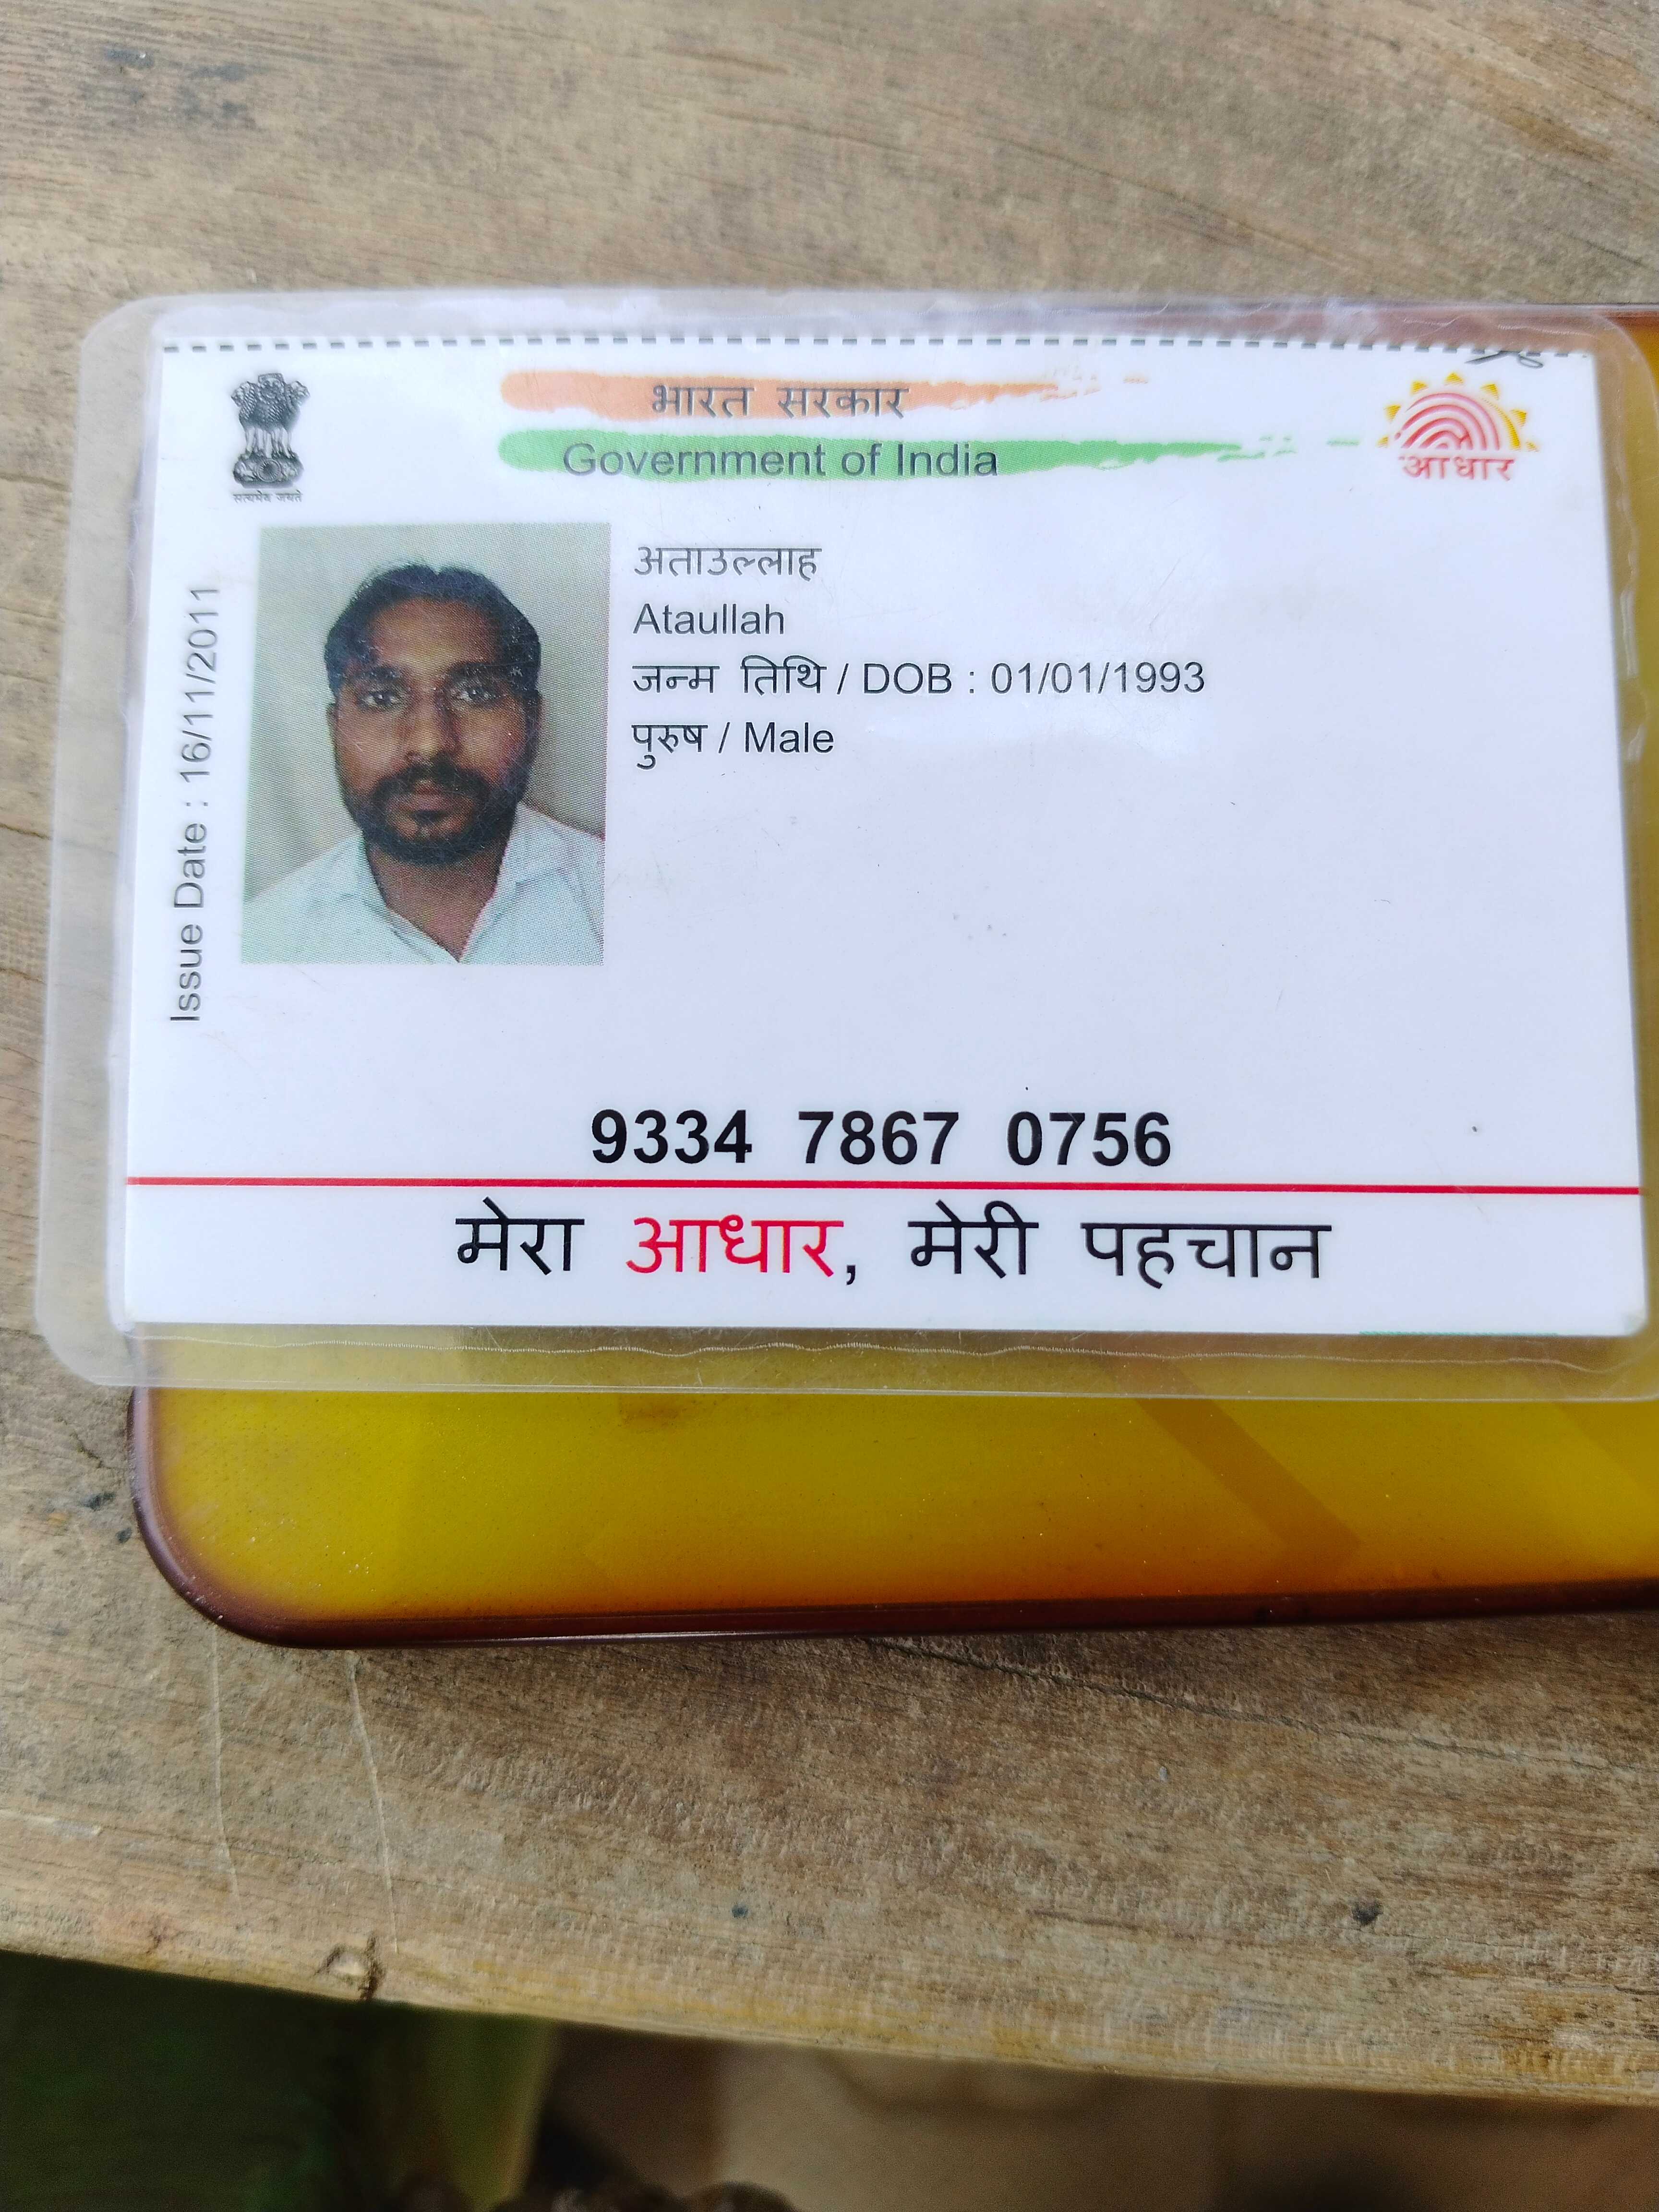 भारत सरकार
Government of India
सत्यमेव जयते
आधार
Issue Date : 16/11/2011
अताउल्लाह
Ataullah
जन्म तिथि / DOB : 01/01/1993
पुरुष / Male
9334 7867 0756
मेरा आधार, मेरी पहचान